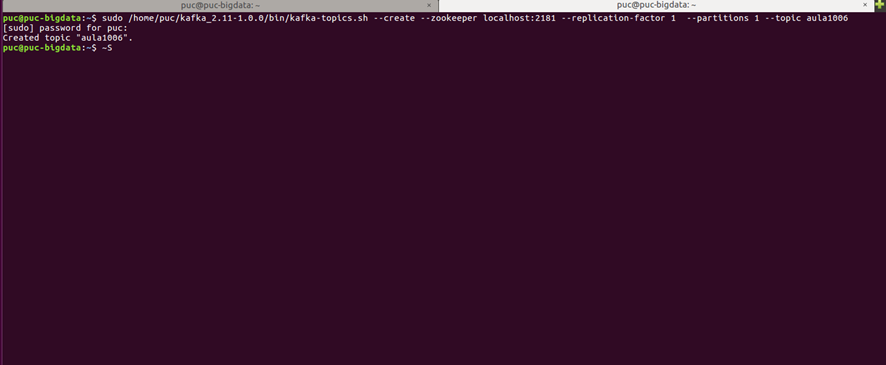 puc@puc-bigdata: ~ × puc@puc-bigdata: ~ ×
puc@puc-bigdata:~$ sudo /home/puc/kafka_2.11-1.0.0/bin/kafka-topics.sh --create --zookeeper localhost:2181 --replication-factor 1  --partitions 1 --topic aula1006
[sudo] password for puc:
Created topic "aula1006".
puc@puc-bigdata:~$ ~S